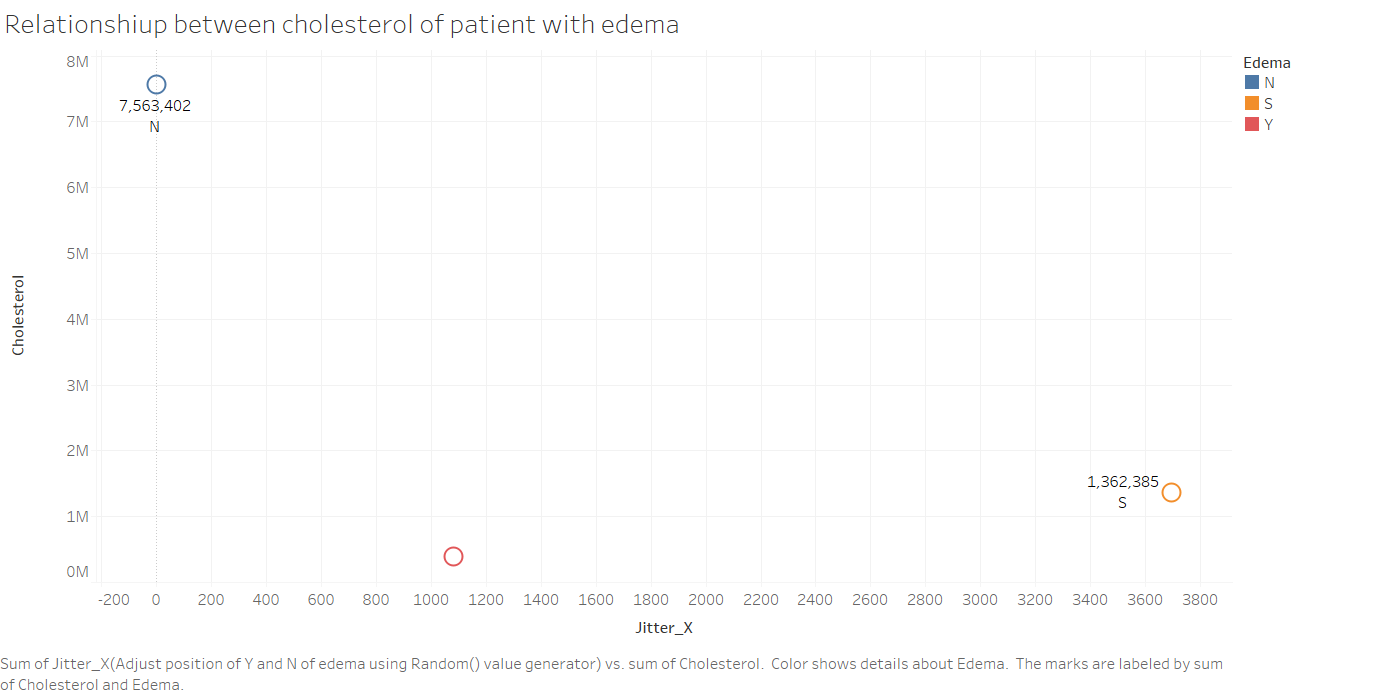 Relationshiup between cholesterol of patient with edema
8M
7M
6M
5M
4M
3M
2M
1M
0M
Cholesterol
7,563,402
N
1,362,385
S
-200 0 200 400 600 800 1000 1200 1400 1600 1800 2000 2200 2400 2600 2800 3000 3200 3400 3600 3800
Jitter_X
Edema
N
S
Y
Sum of Jitter_X(Adjust position of Y and N of edema using Random() value generator) vs. sum of Cholesterol. Color shows details about Edema. The marks are labeled by sum
of Cholesterol and Edema.